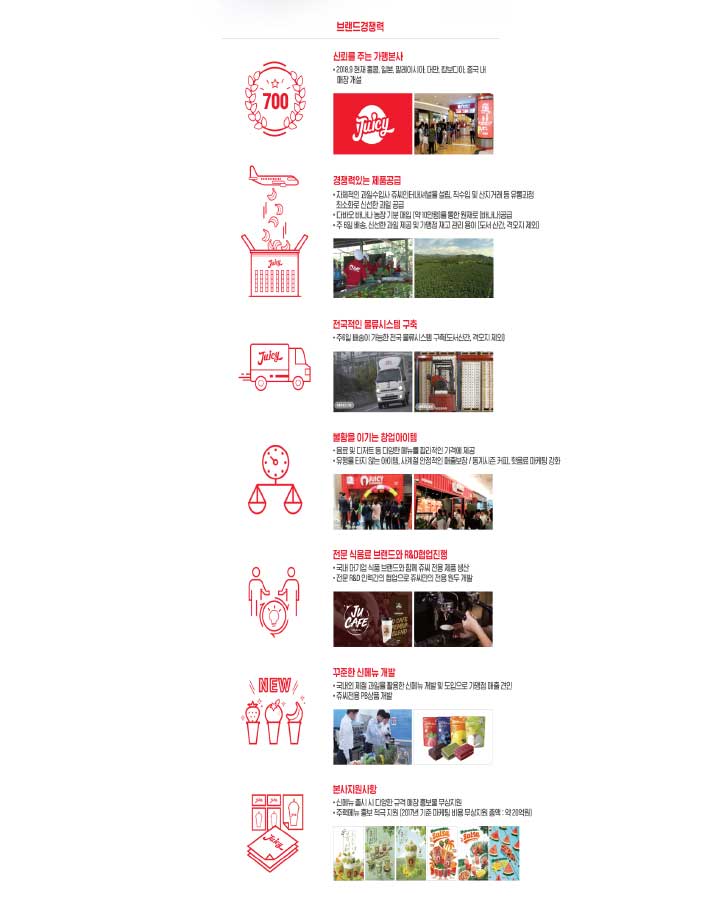 브랜드경쟁력
700
신뢰를 주는 가맹본사
• 2018.9 현재 홍콩, 일본, 말레이시아, 대만, 캄보디아, 중국 내
매장 개설
Juicy
경쟁력있는 제품공급
• 자체적인 과일수입사 쥬씨인터내셔널을 설립, 직수입 및 산지거래 등 유통과정
최소화로 신선한 과일 공급
Juicy
• 다바오 바나나 농장 기분 매입 (약 10만평)을 통한 원재료 (바나나)공급
• 주 6일 배송, 신선한 과일 제공 및 가맹점 재고 관리 용이 (도서 산간, 격오지 제외)
전국적인 물류시스템 구축
• 주6일 배송이 가능한 전국 물류시스템 구축(도서산간, 격오지 제외)
Juicy
불황을 이기는 창업아이템
• 음료 및 디저트 등 다양한 메뉴를 합리적인 가격에 제공
• 유행을 타지 않는 아이템, 사계절 안정적인 매출보장 / 동계시즌 커피, 핫음료 마케팅 강화
JUICY
전문 식음료 브랜드와 R&D협업진행
• 국내 대기업 식품 브랜드와 함께 쥬씨 전용 제품 생산
• 전문 R&D 인력간의 협업으로 쥬씨만의 전용 원두 개발
JU
CAFE
JU CAFE
PREMIUM
BLEND
꾸준한 신메뉴 개발
NEW
• 국내외 제철 과일을 활용한 신메뉴 개발 및 도입으로 가맹점 매출 견인
• 쥬씨전용 PB상품 개발
본사지원사항
• 신메뉴 출시 시 다양한 규격 매장 홍보물 무상지원
• 주력메뉴 홍보 적극 지원 (2017년 기준 마케팅 비용 무상지원 총액 : 약 20억원)
Juicy
Juicy
Juicy